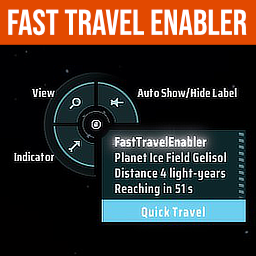 FAST TRAVEL ENABLER
View
Auto Show/Hide Label
Indicator
FastTravelEnabler
Planet Ice Field Gelisol
Distance 4 light-years
Reaching in 51 s
Quick Travel